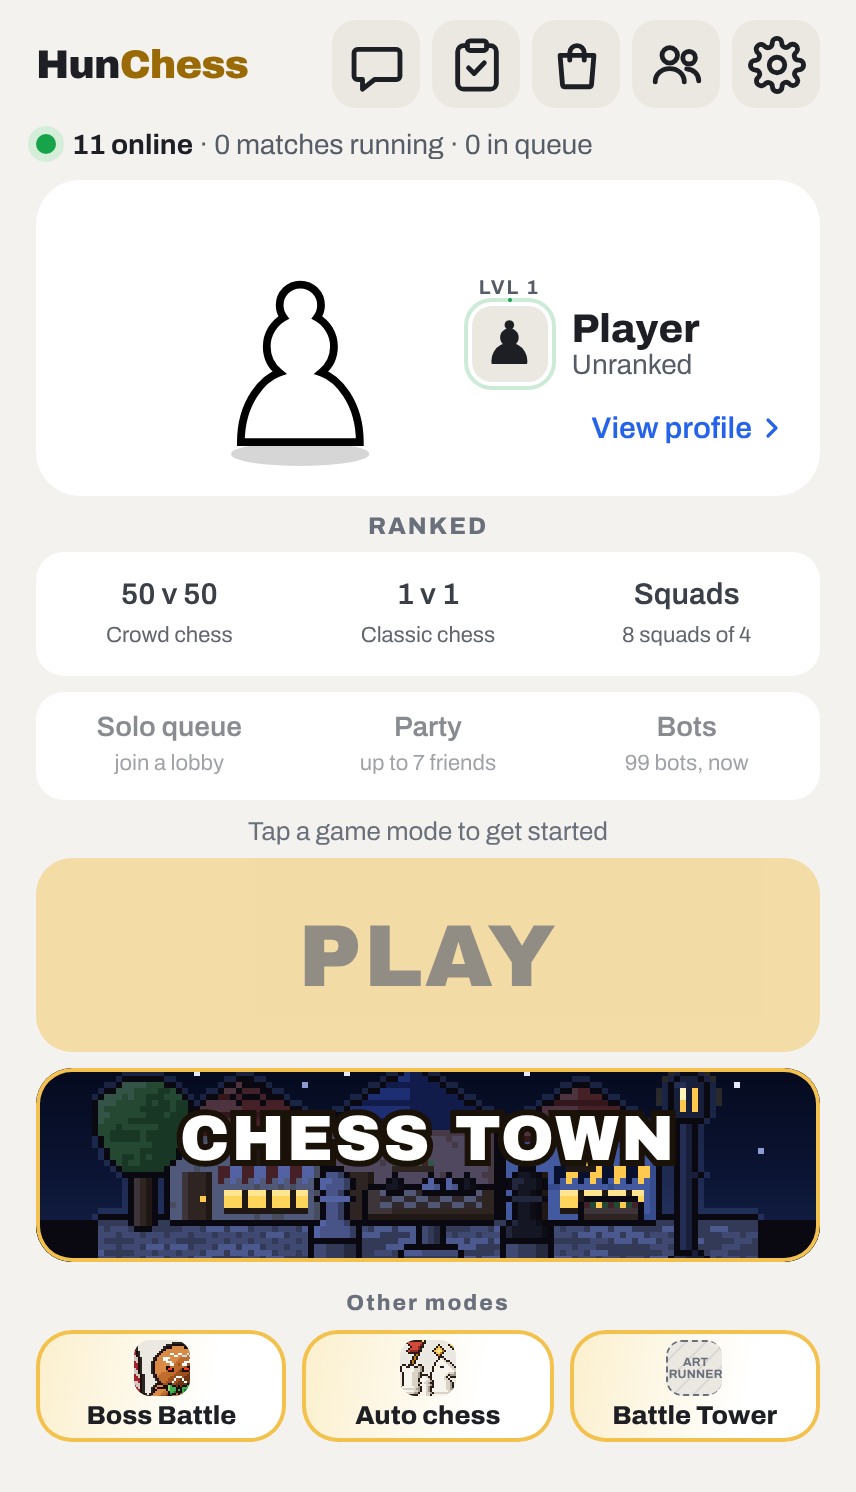 HunChess
11 online · 0 matches running · 0 in queue
LVL 1
Player
Unranked
View profile
RANKED
50 v 50
Crowd chess
1 v 1
Classic chess
Squads
8 squads of 4
Solo queue
join a lobby
Party
up to 7 friends
Bots
99 bots, now
Tap a game mode to get started
PLAY
CHESS TOWN
Other modes
Boss Battle
Auto chess
ART
RUNNER
Battle Tower